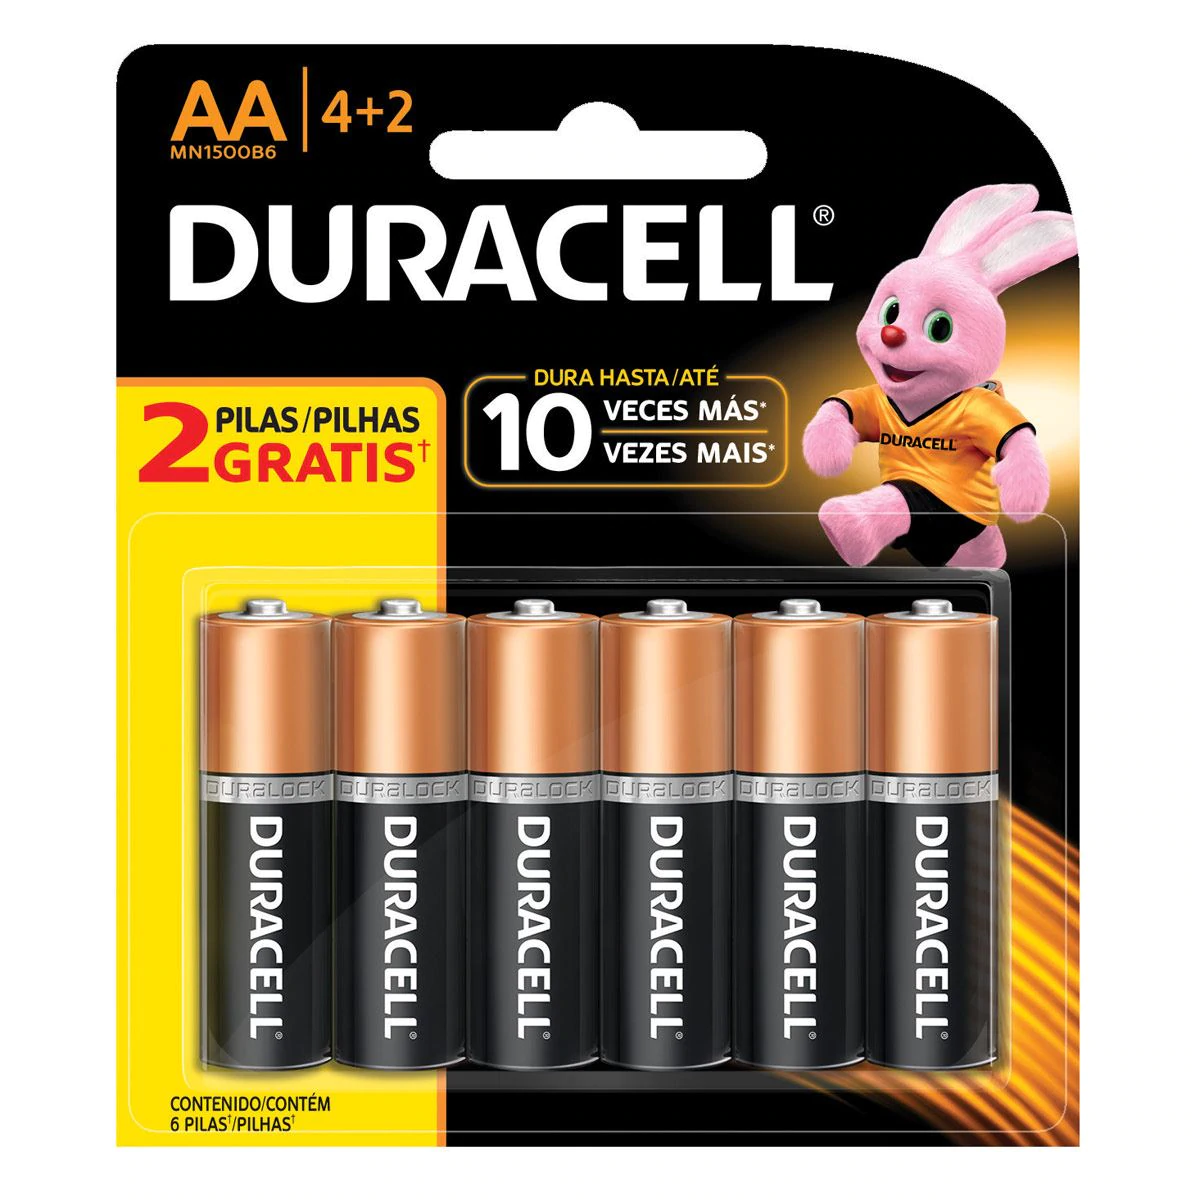 AA 4+2
MN1500B6
DURACELL®
DURA HASTA/ATÉ
10 VECES MÁS*
VEZES MAIS*
DURACELL
2 PILAS/PILHAS
GRATIS†
DURALOCK DURALOCK DURALOCK DURALOCK DURALOCK DURALOCK
DURACELL®
DURACELL®
DURACELL®
DURACELL®
DURACELL®
DURACELL®
CONTENIDO/CONTÉM
6 PILAS†/PILHAS†